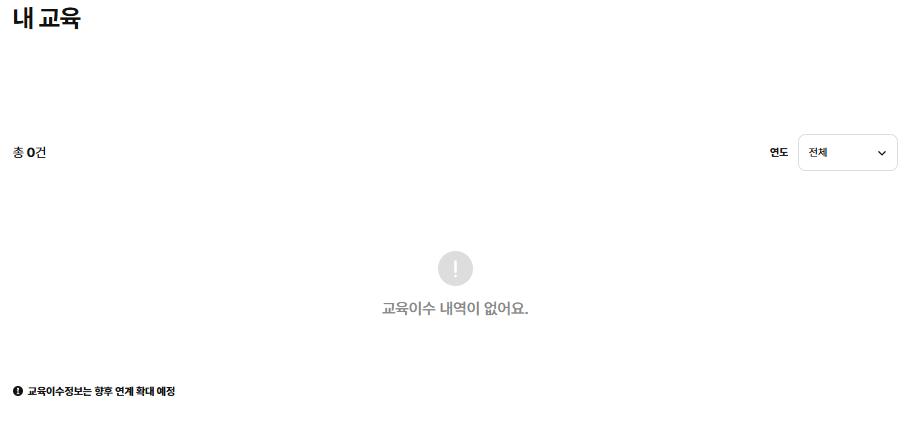 내 교육
총 0건
연도 전체
교육이수 내역이 없어요.
교육이수정보는 향후 연계 확대 예정